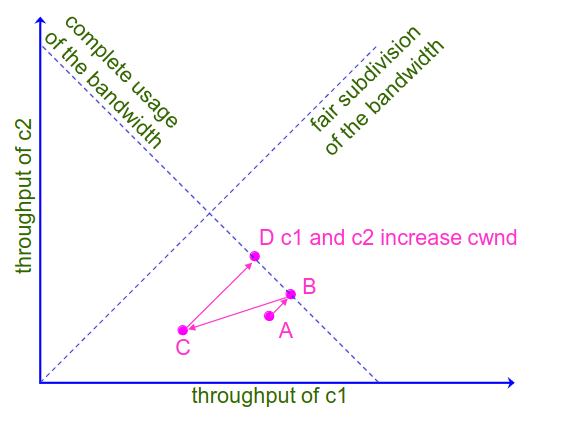 complete usage
of the bandwidth
fair subdivision
of the bandwidth
throughput of c2
D c1 and c2 increase cwnd
B
A
C
throughput of c1